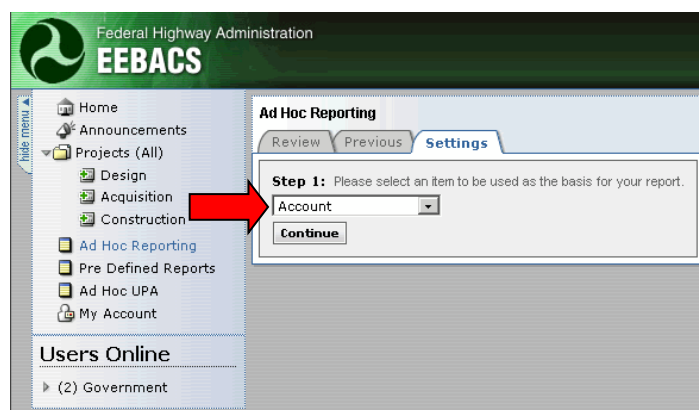 Federal Highway Administration
EEBACS
hide menu
Home
Announcements
Projects (All)
Design
Acquisition
Construction
Ad Hoc Reporting
Pre Defined Reports
Ad Hoc UPA
My Account
Users Online
(2) Government
Ad Hoc Reporting
Review Previous Settings
Step 1: Please select an item to be used as the basis for your report.
Account
Continue